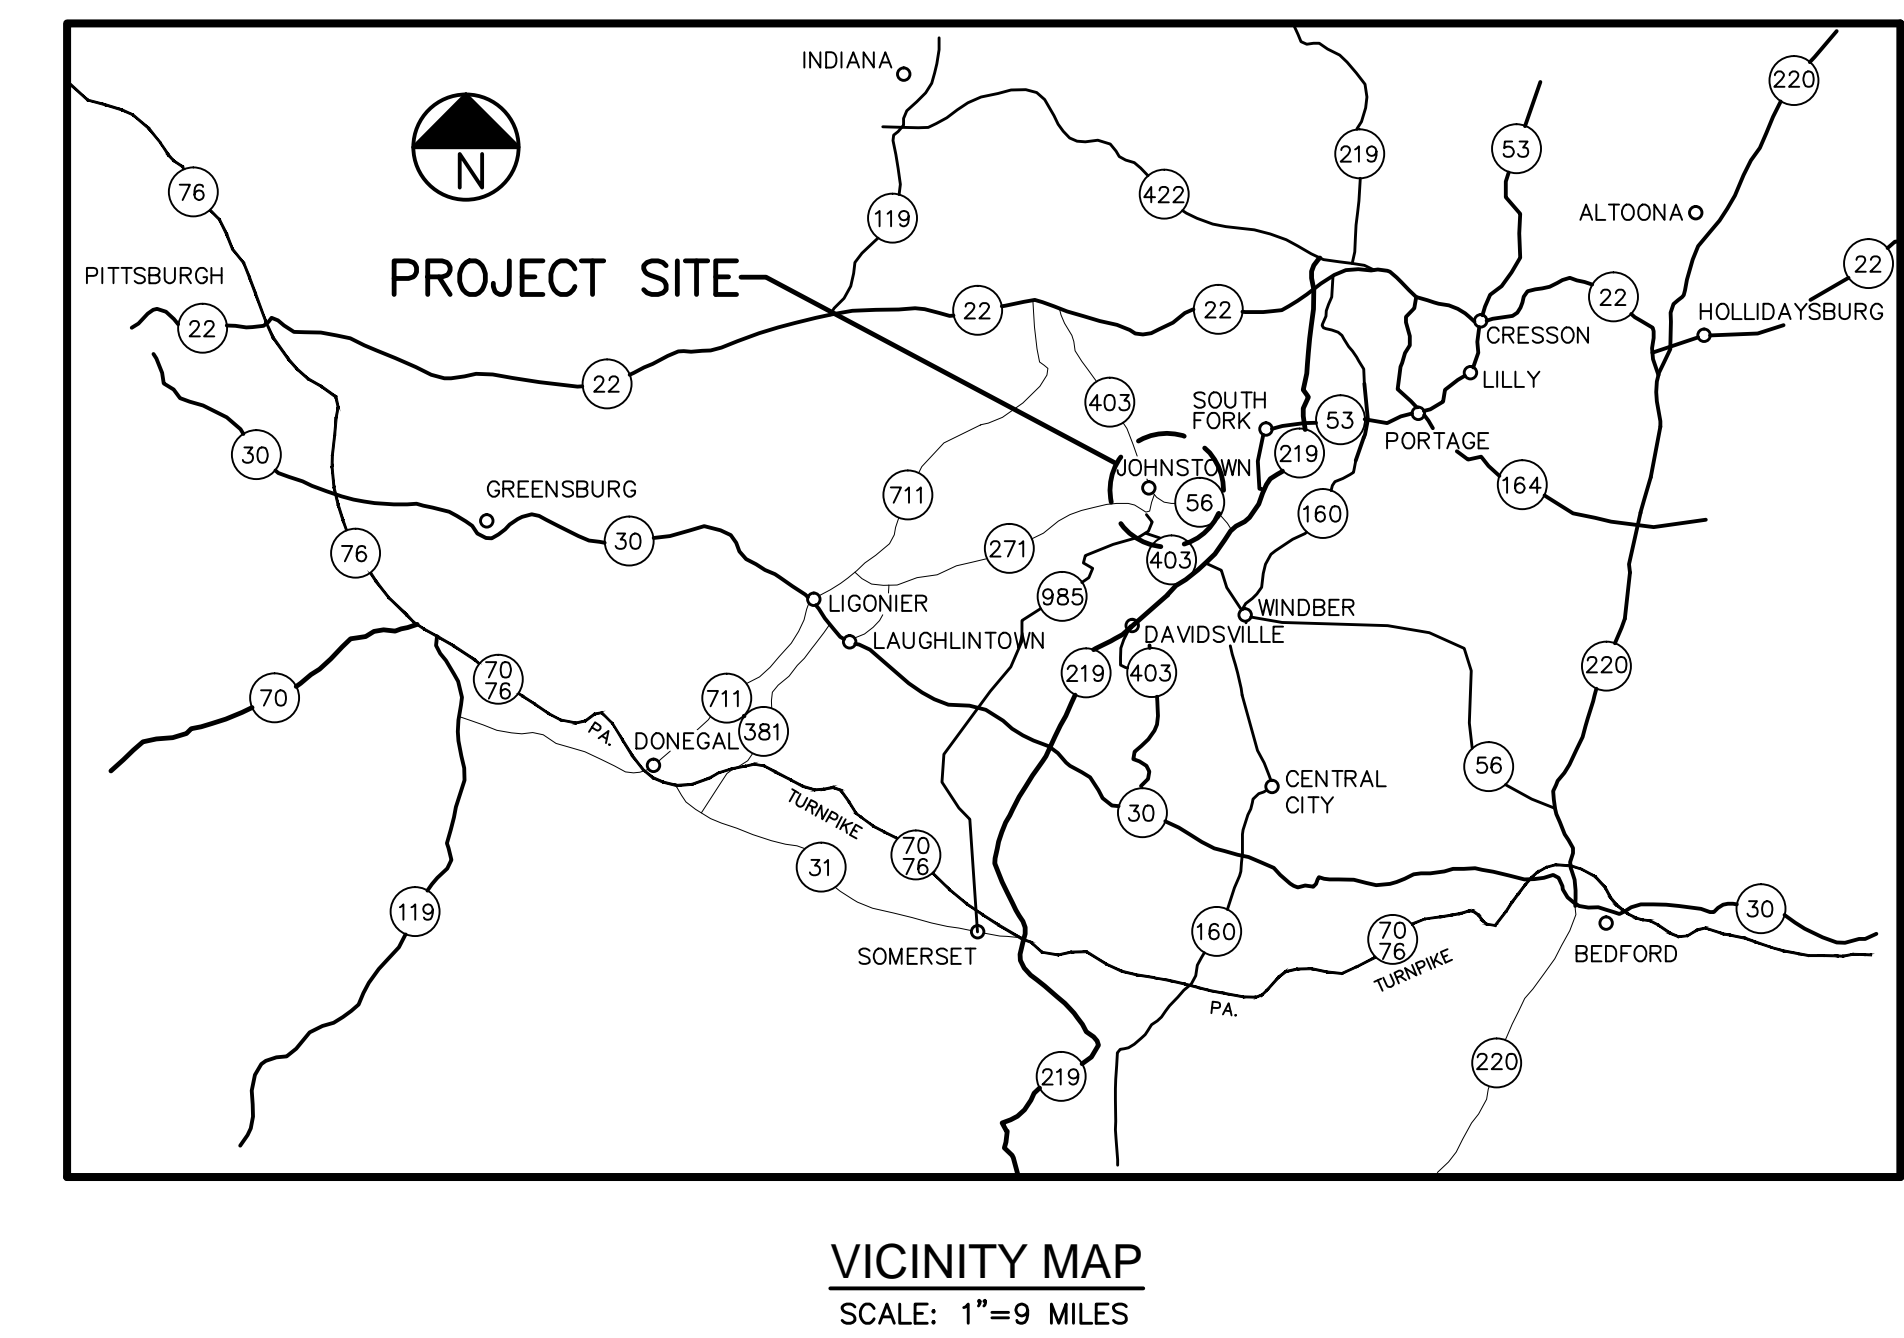 INDIANA
220
53
219
76
422
N
119
ALTOONA
22
PITTSBURGH
PROJECT SITE
22
22
22
22
HOLLIDAYSBURG
CRESSON
22
LILLY
403
SOUTH
FORK
53
PORTAGE
30
219
JOHNSTOWN
GREENSBURG
711
56
164
160
30
271
76
403
985
LIGONIER
WINDBER
LAUGHLINTOWN
DAVIDSVILLE
70
76
219
403
220
70
711
381
PA.
DONEGAL
56
CENTRAL
CITY
TURNPIKE
30
70
76
31
119
30
160
70
76
SOMERSET
BEDFORD
TURNPIKE
PA.
220
219
VICINITY MAP
SCALE: 1"=9 MILES